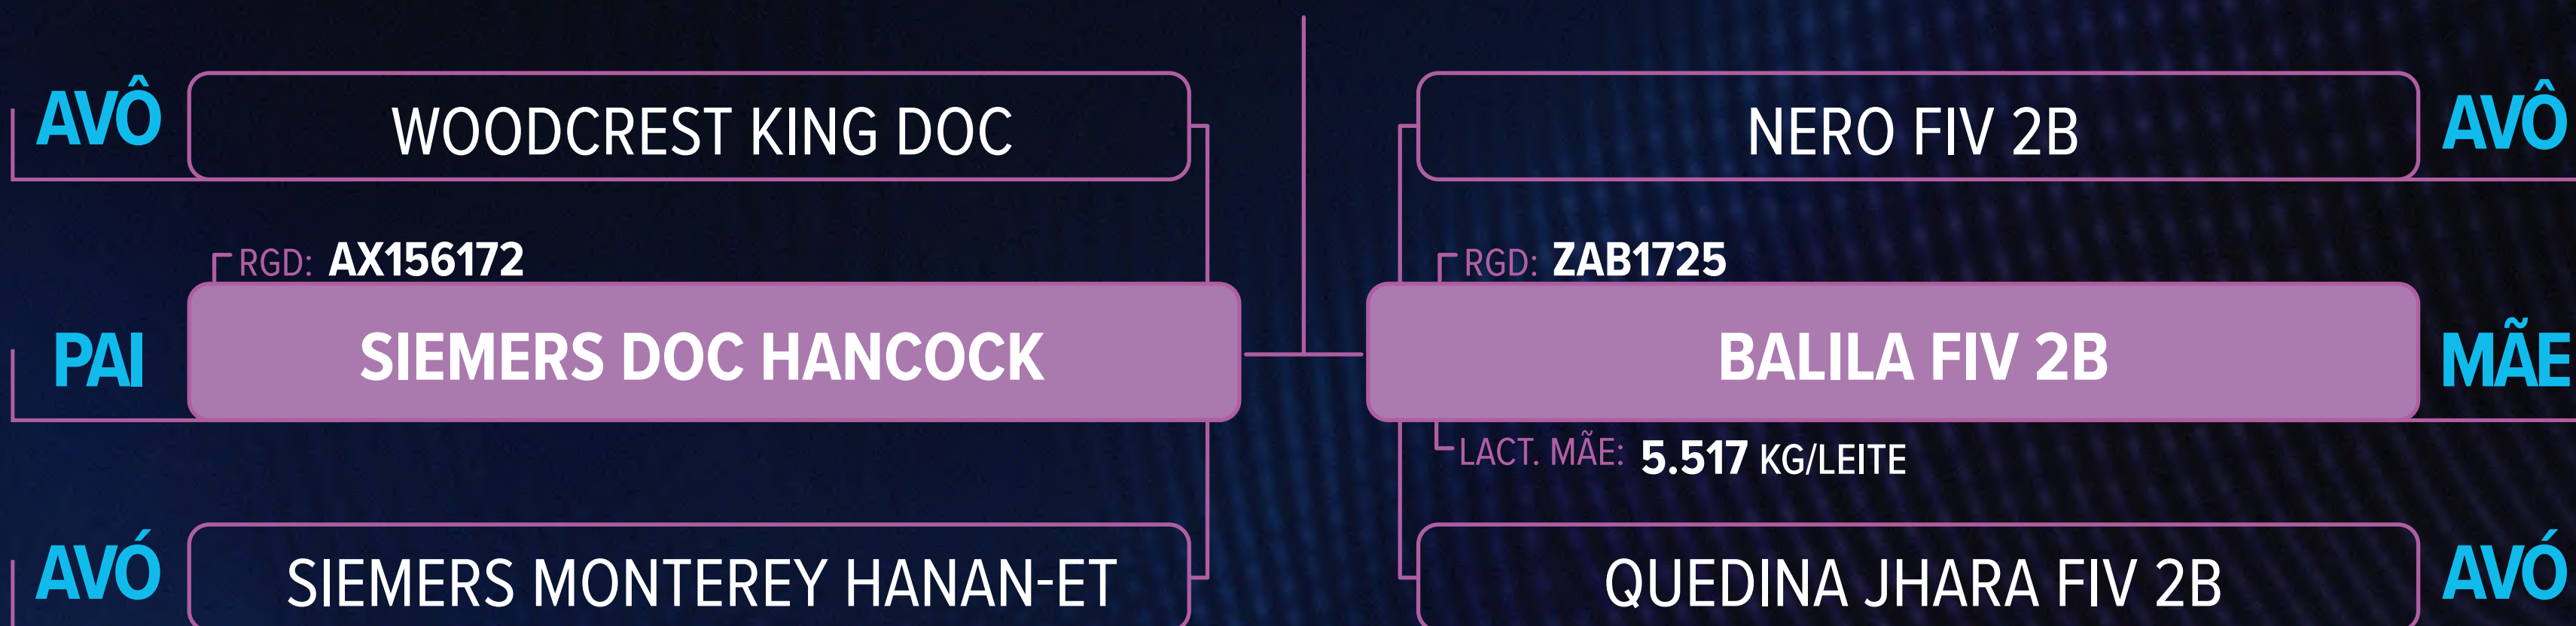 AVÔ
WOODCREST KING DOC
RGD: AX156172
PAI
SIEMERS DOC HANCOCK
AVÓ
SIEMERS MONTEREY HANAN-ET
NERO FIV 2B
AVÔ
RGD: ZAB1725
BALILA FIV 2B
MÃE
LACT. MÃE: 5.517 KG/LEITE
QUEDINA JHARA FIV 2B
AVÓ